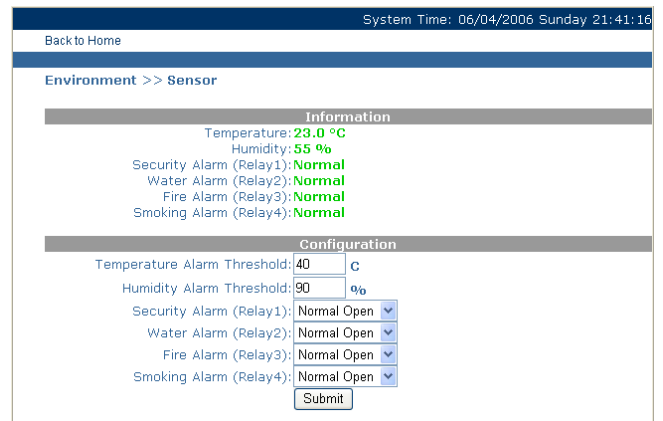 System Time: 06/04/2006 Sunday 21:41:16
Back to Home
Environment >> Sensor
Information
Temperature: 23.0 °C
Humidity: 55 %
Security Alarm (Relay1): Normal
Water Alarm (Relay2): Normal
Fire Alarm (Relay3): Normal
Smoking Alarm (Relay4): Normal
Configuration
Temperature Alarm Threshold: 40 C
Humidity Alarm Threshold: 90 %
Security Alarm (Relay1): Normal Open
Water Alarm (Relay2): Normal Open
Fire Alarm (Relay3): Normal Open
Smoking Alarm (Relay4): Normal Open
Submit